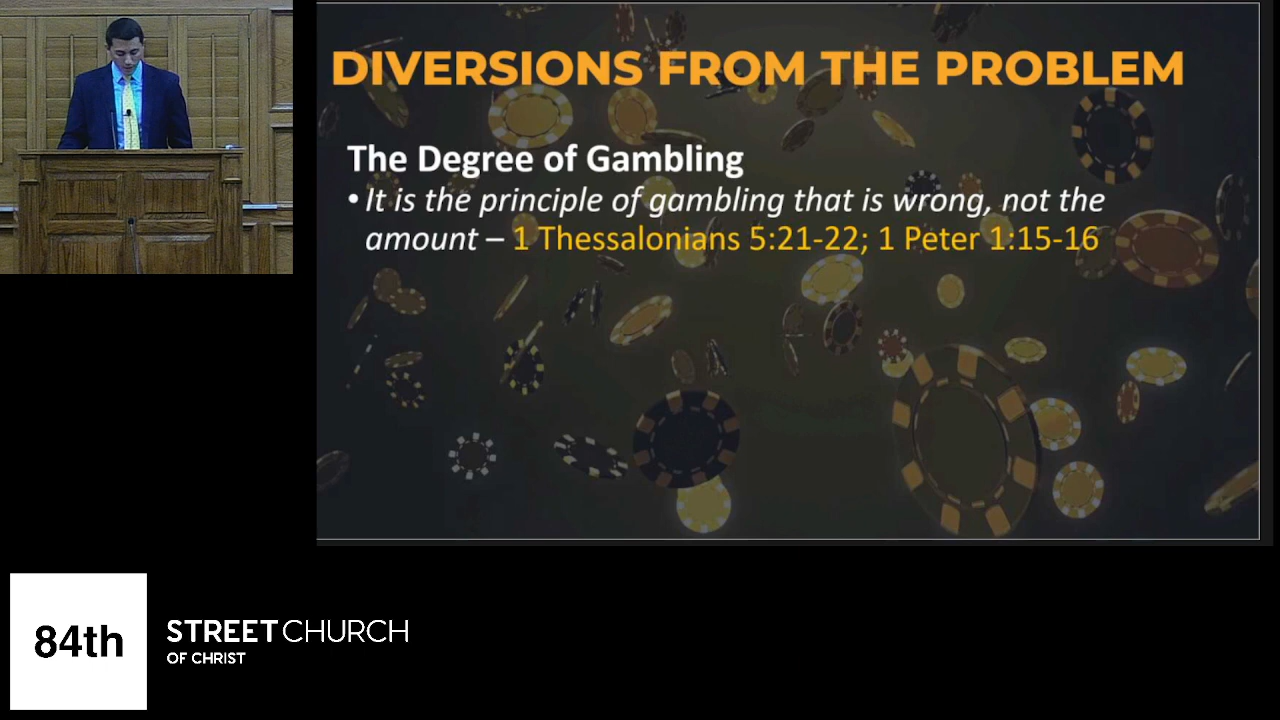 DIVERSIONS FROM THE PROBLEM
The Degree of Gambling
• It is the principle of gambling that is wrong, not the
amount – 1 Thessalonians 5:21-22; 1 Peter 1:15-16
84th
STREET CHURCH
OF CHRIST